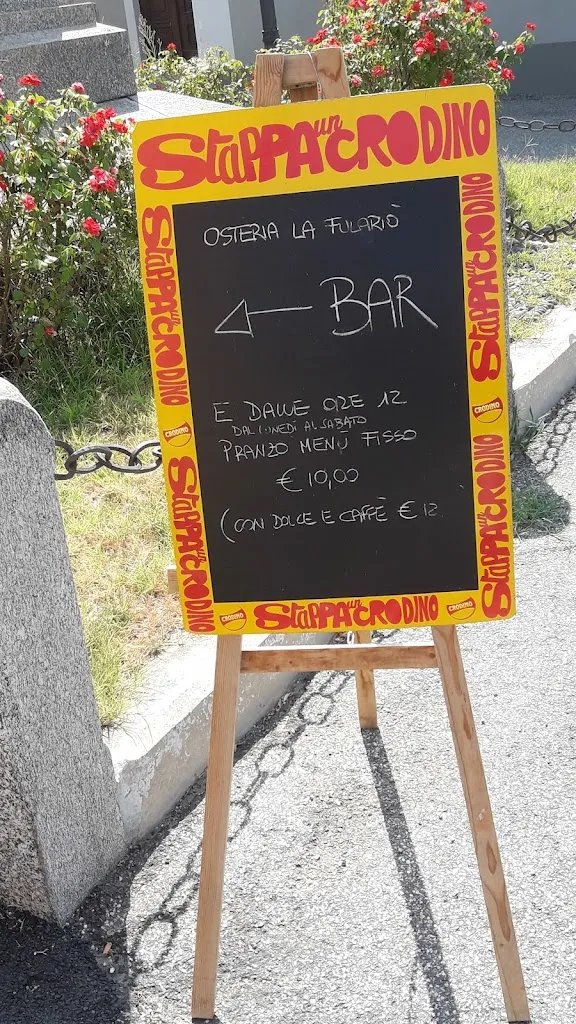 Stappa un CRODINO
OSTERIA LA FULARIÒ
← BAR
E DALLE ORE 12
DAL LUNEDI AL SABATO
PRANZO MENU FISSO
€ 10,00
(CON DOLCE E CAFFÈ € 12
Stappa un CRODINO
CRODINO
Stappa un CRODINO
Stappa un CRODINO
CRODINO
Stappa un CRODINO
CRODINO
Stappa un CRODINO
CRODINO